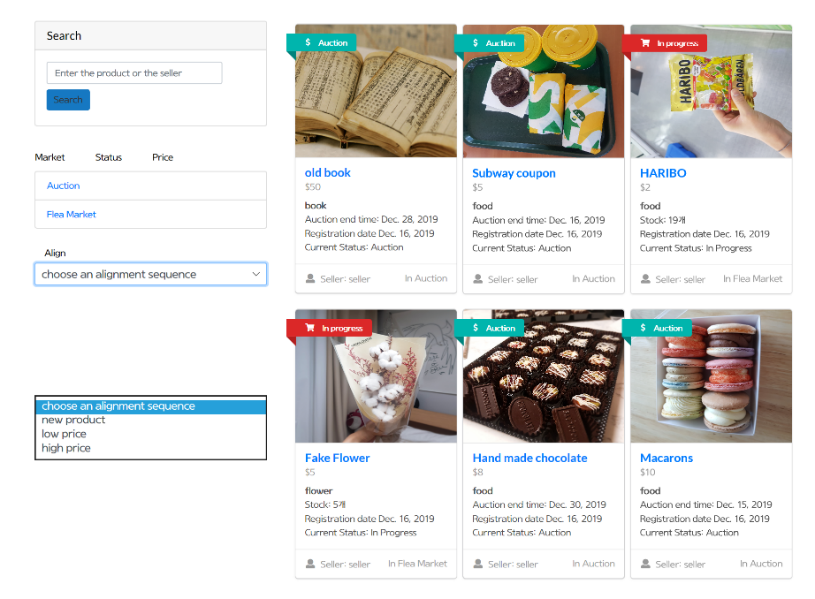 Search
Enter the product or the seller
Search
Market Status Price
Auction
Flea Market
Align
choose an alignment sequence
choose an alignment sequence
new product
low price
high price
$ Auction
old book
$50
book
Auction end time: Dec. 28, 2019
Registration date Dec. 16, 2019
Current Status: Auction
Seller: seller In Auction
$ Auction
Subway coupon
$5
food
Auction end time: Dec. 16, 2019
Registration date Dec. 16, 2019
Current Status: Auction
Seller: seller In Auction
In progress
HARIBO
HARIBO
$2
food
Stock: 19개
Registration date Dec. 16, 2019
Current Status: In Progress
Seller: seller In Flea Market
In progress
Fake Flower
$5
flower
Stock: 5개
Registration date Dec. 16, 2019
Current Status: In Progress
Seller: seller In Flea Market
$ Auction
Hand made chocolate
$8
food
Auction end time: Dec. 30, 2019
Registration date Dec. 16, 2019
Current Status: Auction
Seller: seller In Auction
$ Auction
Macarons
$10
food
Auction end time: Dec. 15, 2019
Registration date Dec. 16, 2019
Current Status: Auction
Seller: seller In Auction